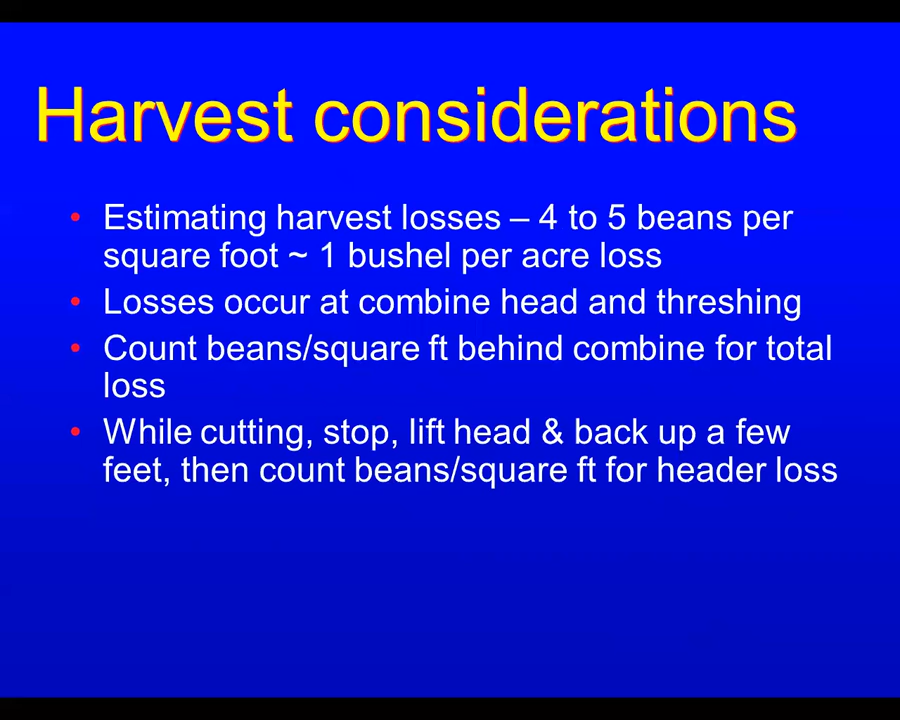 Harvest considerations
• Estimating harvest losses – 4 to 5 beans per
square foot ~ 1 bushel per acre loss
• Losses occur at combine head and threshing
• Count beans/square ft behind combine for total
loss
• While cutting, stop, lift head & back up a few
feet, then count beans/square ft for header loss